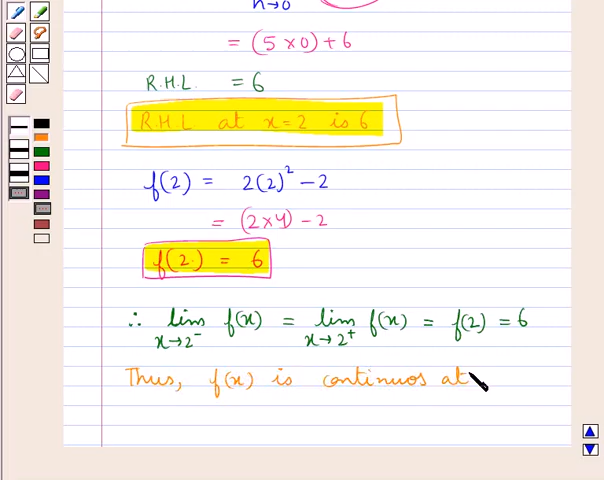 h→0
= (5 × 0) + 6
R.H.L. = 6
R.H.L at x=2 is 6
f(2) = 2(2)² − 2
= (2×4) − 2
f(2.) = 6
∴ lim x→2⁻ f(x) = lim x→2⁺ f(x) = f(2) = 6
Thus, f(x) is continuos at